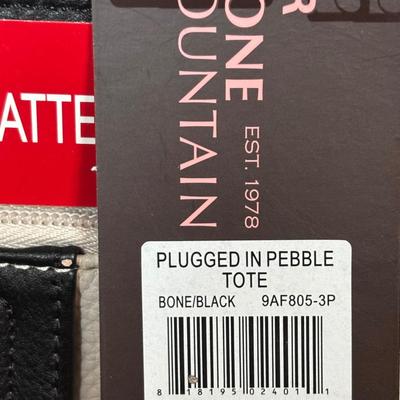 ATTE
R
ONE
OUNTAIN
EST. 1978
PLUGGED IN PEBBLE
TOTE
BONE/BLACK 9AF805-3P
8 18195 02401 1